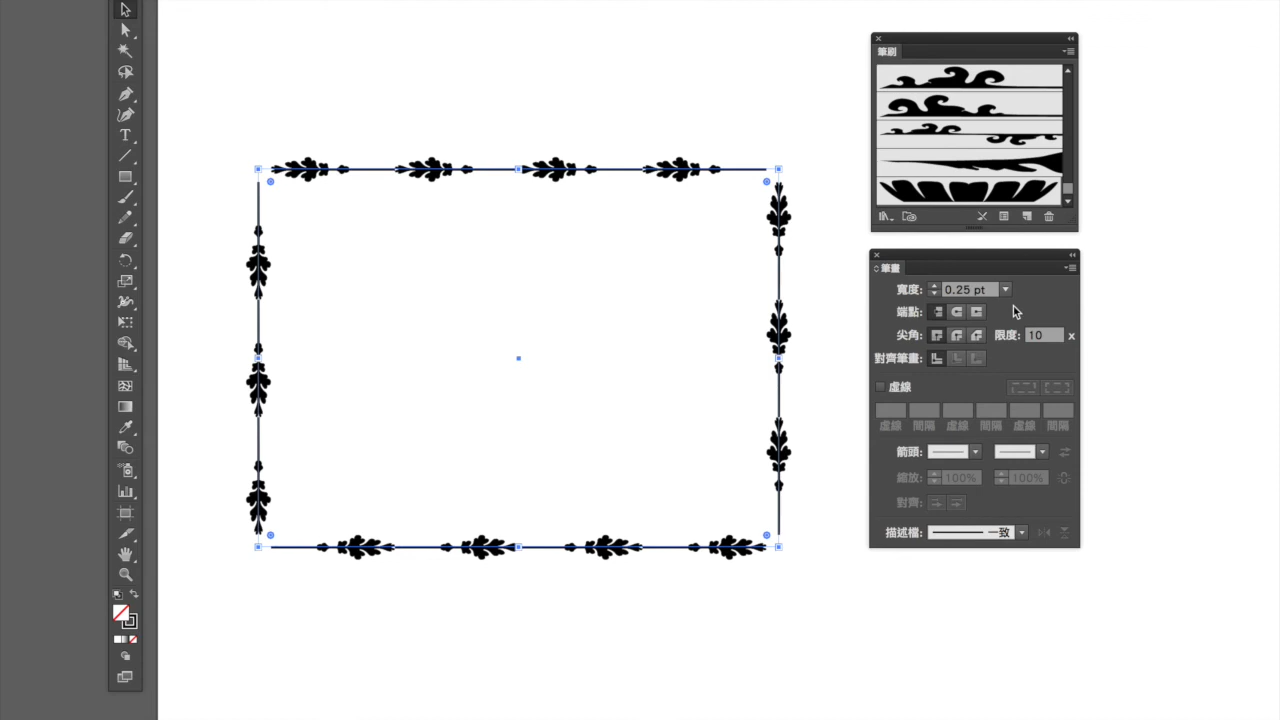 筆刷
筆畫
寬度: 0.25 pt
端點:
尖角: 限度: 10 x
對齊筆畫:
虛線
虛線 間隔 虛線 間隔 虛線 間隔
箭頭:
縮放: 100% 100%
對齊:
描述檔: 一致